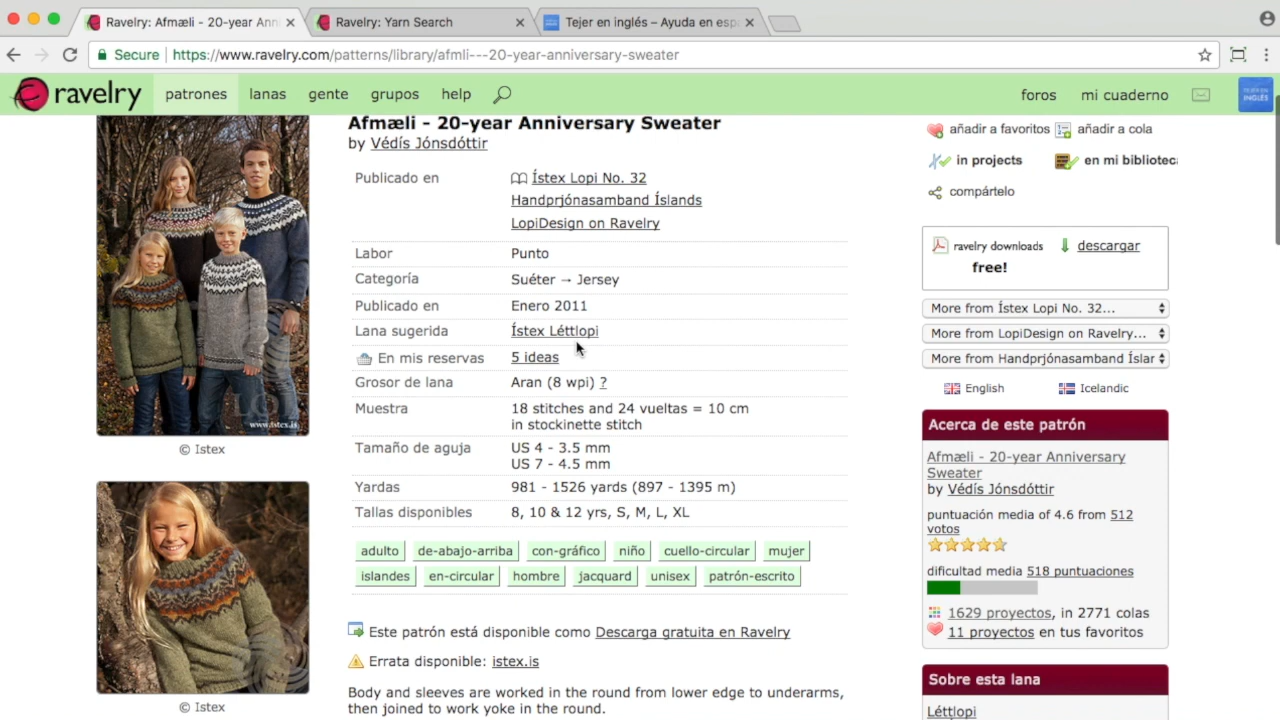 Ravelry: Afmæli - 20-year Ann
Ravelry: Yarn Search
Tejer en inglés – Ayuda en esp
Secure
https://www.ravelry.com/patterns/library/afmli---20-year-anniversary-sweater
ravelry
patrones
lanas
gente
grupos
help
foros
mi cuaderno
TEJER EN
INGLÉS
Afmæli - 20-year Anniversary Sweater
by Védís Jónsdóttir
Publicado en
Ístex Lopi No. 32
Handprjónasamband Íslands
LopiDesign on Ravelry
Labor
Punto
Categoría
Suéter → Jersey
Publicado en
Enero 2011
Lana sugerida
Ístex Léttlopi
En mis reservas
5 ideas
Grosor de lana
Aran (8 wpi) ?
Muestra
18 stitches and 24 vueltas = 10 cm
in stockinette stitch
Tamaño de aguja
US 4 - 3.5 mm
US 7 - 4.5 mm
Yardas
981 - 1526 yards (897 - 1395 m)
Tallas disponibles
8, 10 & 12 yrs, S, M, L, XL
adulto
de-abajo-arriba
con-gráfico
niño
cuello-circular
mujer
islandes
en-circular
hombre
jacquard
unisex
patrón-escrito
Este patrón está disponible como Descarga gratuita en Ravelry
Errata disponible: istex.is
Body and sleeves are worked in the round from lower edge to underarms,
then joined to work yoke in the round.
www.istex.is
© Istex
© Istex
añadir a favoritos
añadir a cola
in projects
en mi bibliotec
compártelo
ravelry downloads
descargar
free!
More from Ístex Lopi No. 32...
More from LopiDesign on Ravelry...
More from Handprjónasamband Íslar
English
Icelandic
Acerca de este patrón
Afmæli - 20-year Anniversary
Sweater
by Védís Jónsdóttir
puntuación media of 4.6 from 512
votos
dificultad media 518 puntuaciones
1629 proyectos, in 2771 colas
11 proyectos en tus favoritos
Sobre esta lana
Léttlopi